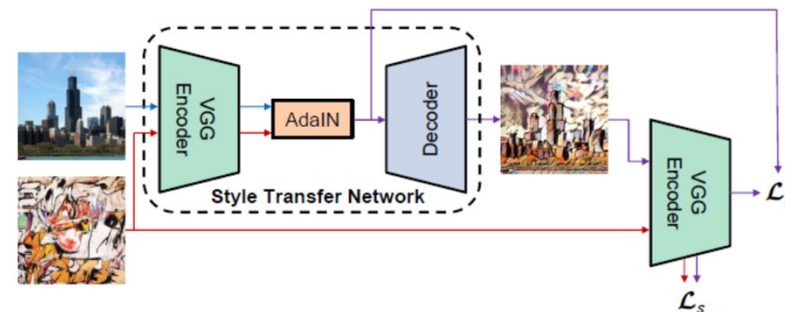 VGG
Encoder
AdaIN
Decoder
Style Transfer Network
VGG
Encoder
ℒ
ℒs